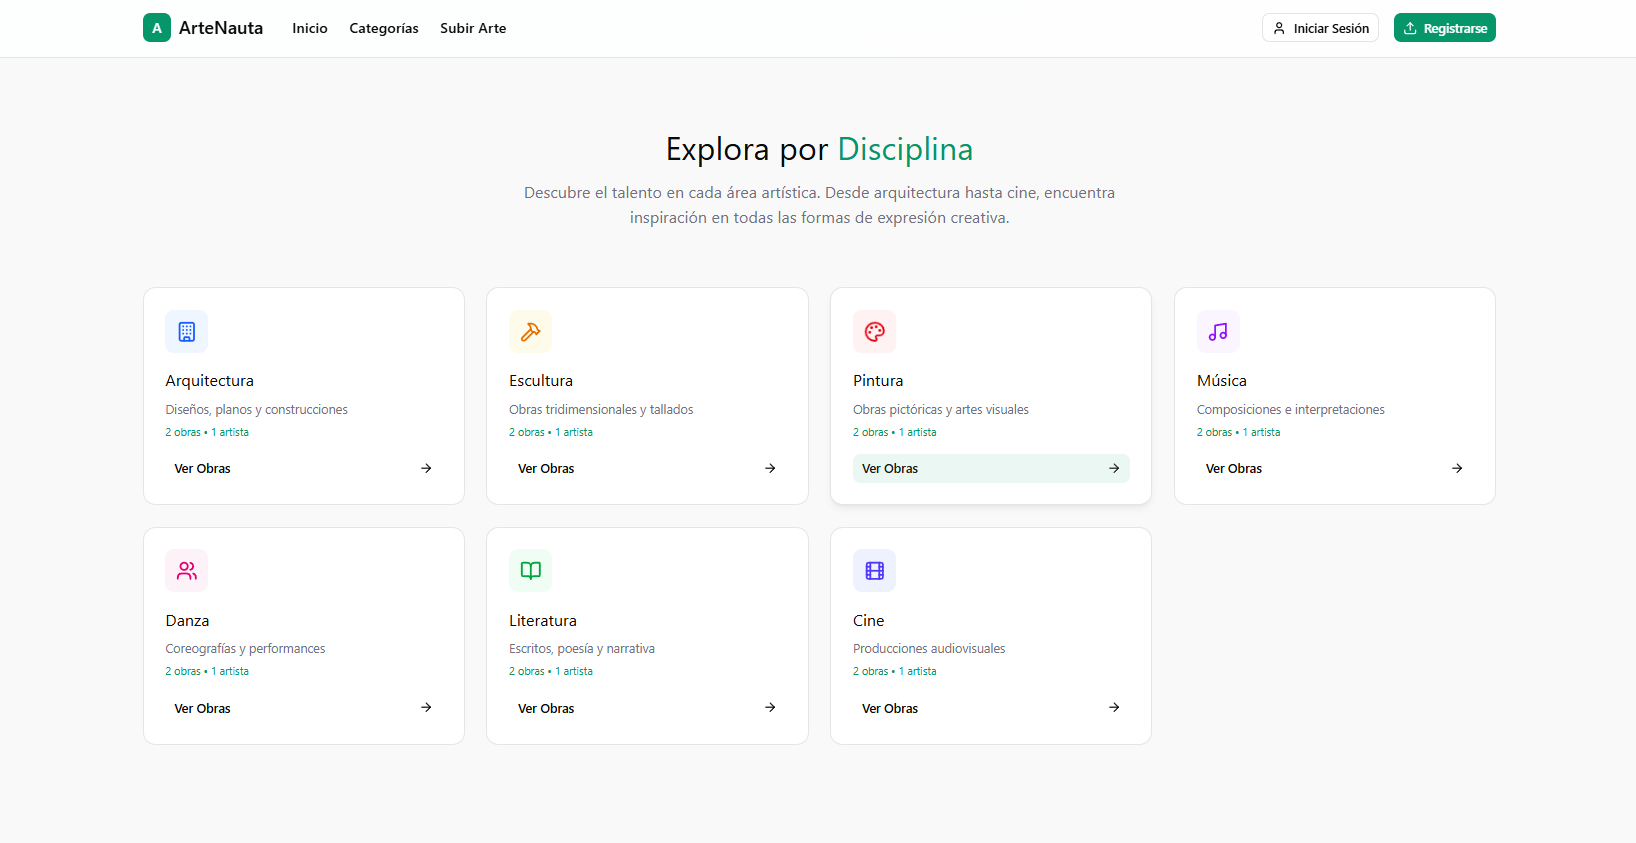 A ArteNauta Inicio Categorías Subir Arte Iniciar Sesión Registrarse
Explora por Disciplina
Descubre el talento en cada área artística. Desde arquitectura hasta cine, encuentra
inspiración en todas las formas de expresión creativa.
Arquitectura
Diseños, planos y construcciones
2 obras • 1 artista
Ver Obras
Escultura
Obras tridimensionales y tallados
2 obras • 1 artista
Ver Obras
Pintura
Obras pictóricas y artes visuales
2 obras • 1 artista
Ver Obras
Música
Composiciones e interpretaciones
2 obras • 1 artista
Ver Obras
Danza
Coreografías y performances
2 obras • 1 artista
Ver Obras
Literatura
Escritos, poesía y narrativa
2 obras • 1 artista
Ver Obras
Cine
Producciones audiovisuales
2 obras • 1 artista
Ver Obras